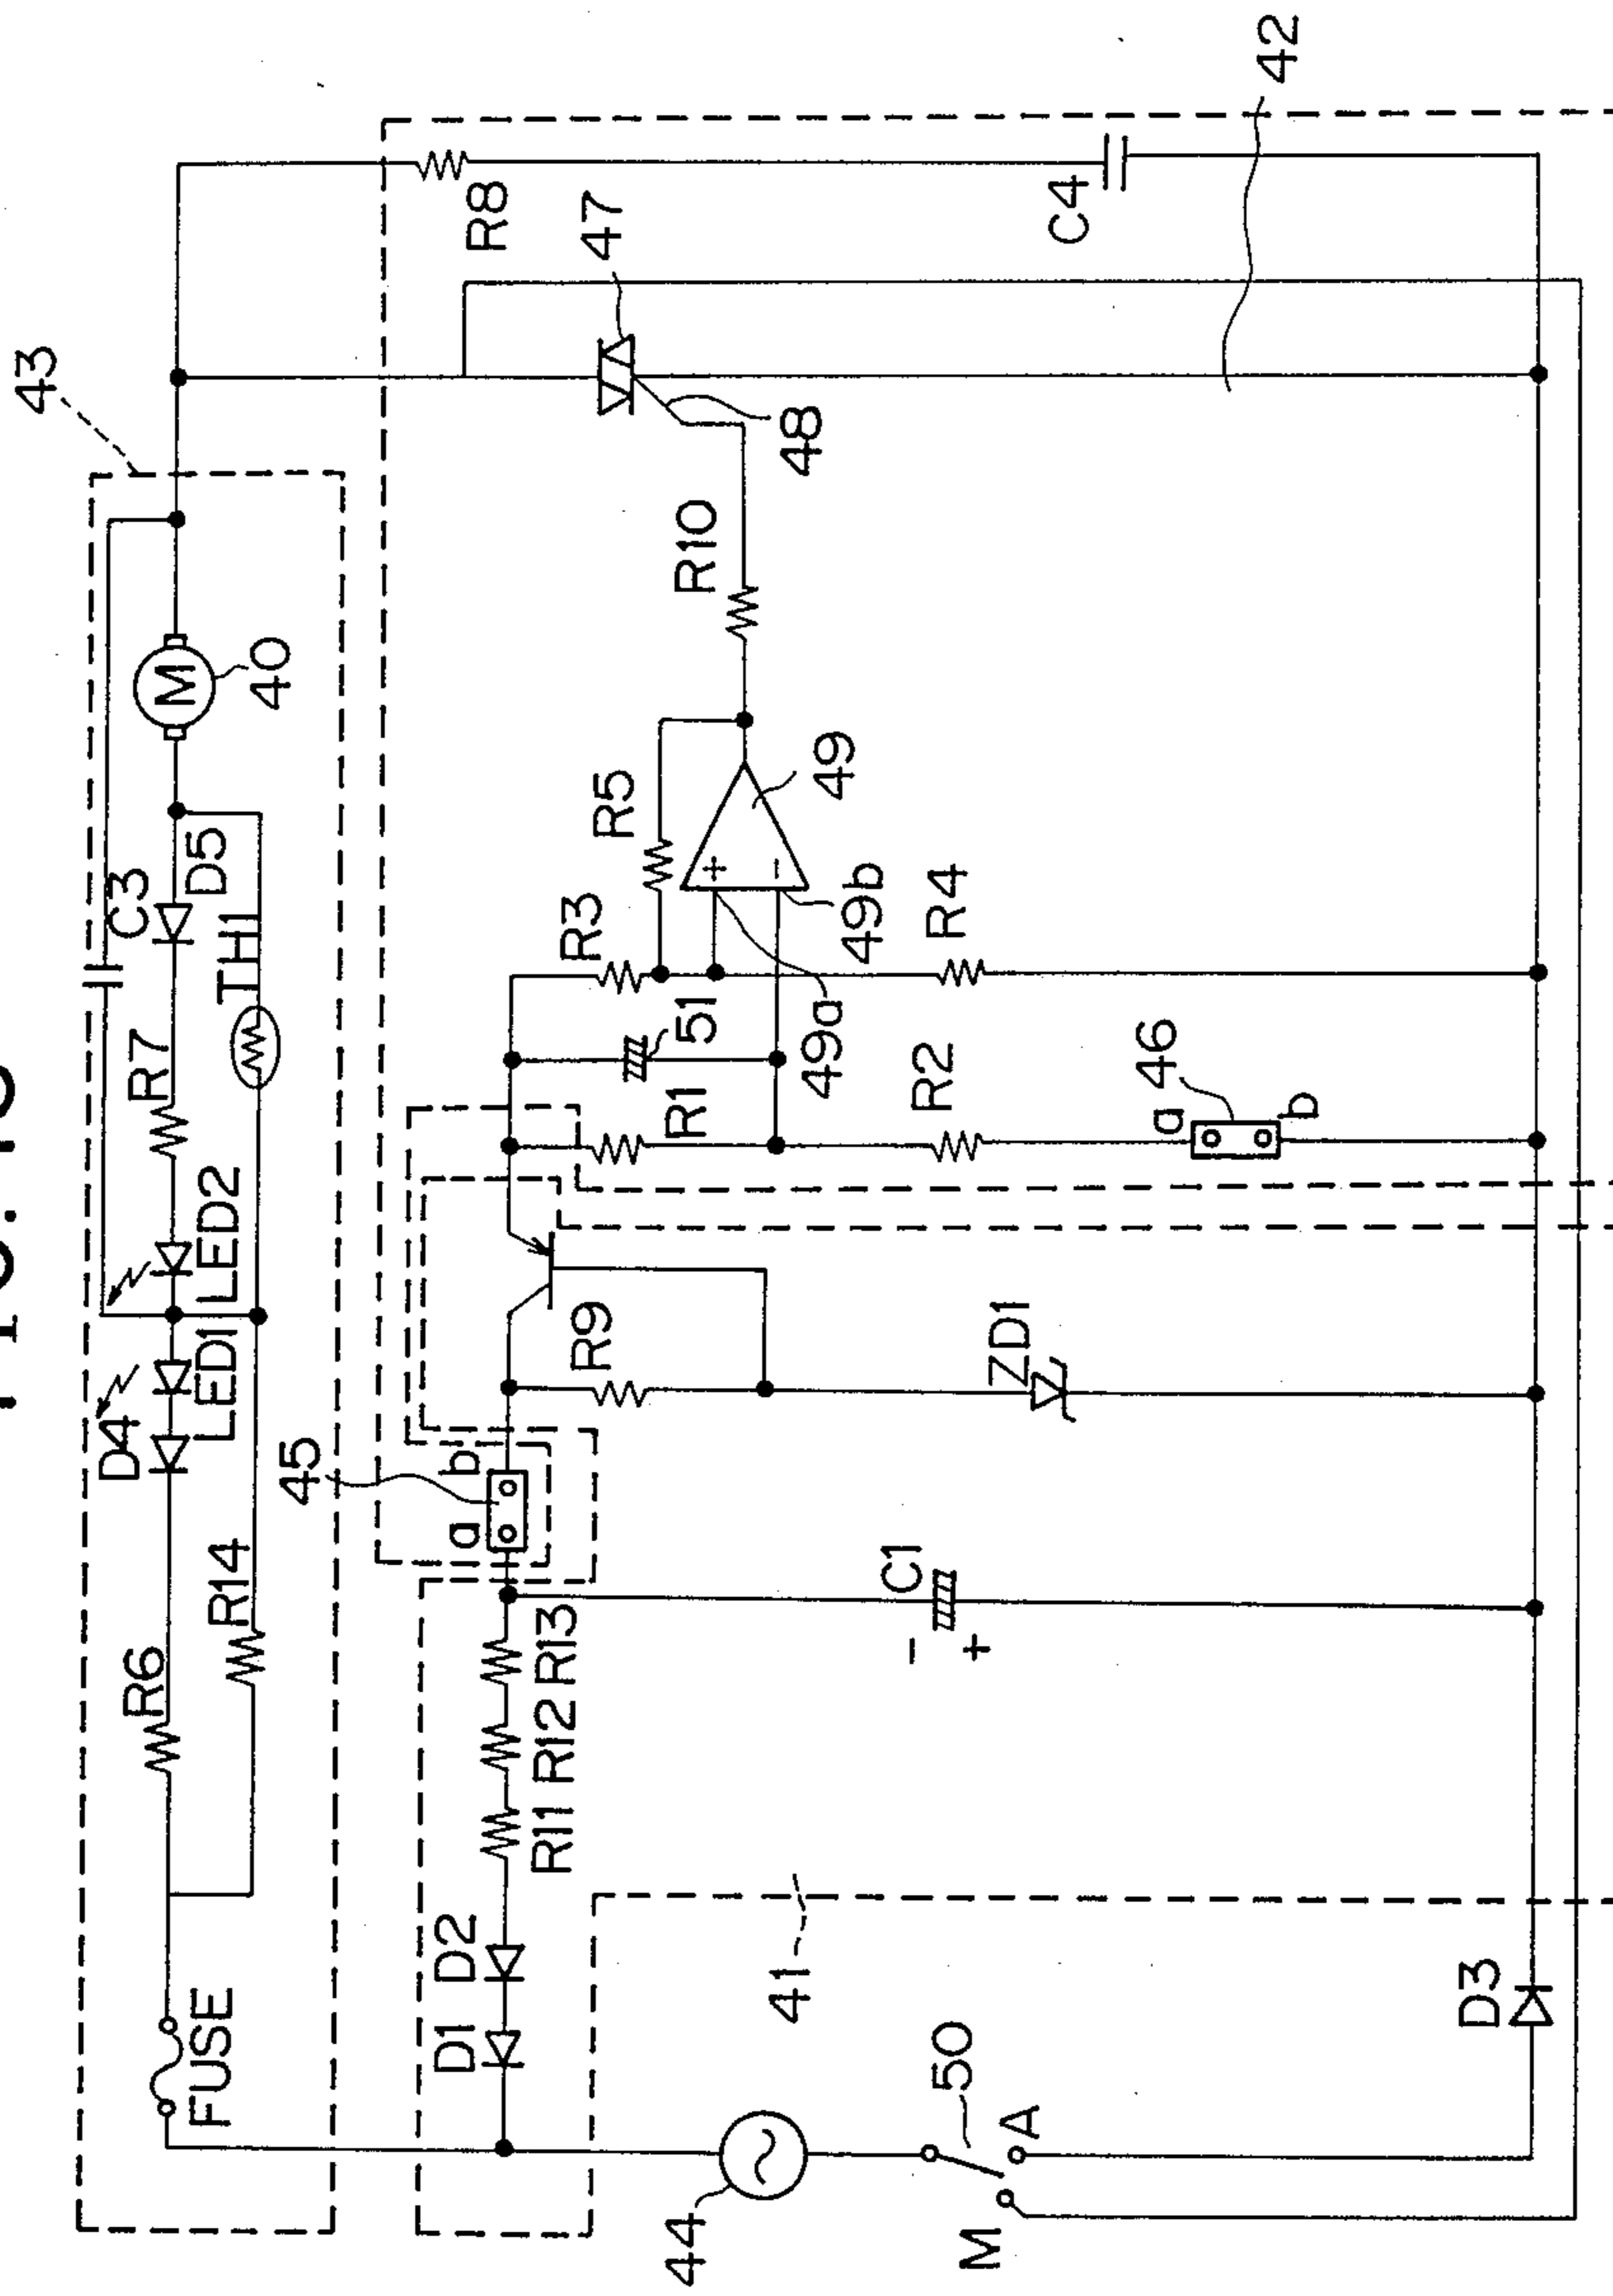 43
FUSE
R6
R14
D4
LED1
LED2
R7
C3
TH1
D5
M
40
44
50
M
A
D1
D2
R11
R12
R13
41
D3
C1
-
+
45
a
b
R9
ZD1
R1
51
R2
46
a
b
R3
R5
+
-
49a
49b
49
R4
R10
48
47
R8
C4
42